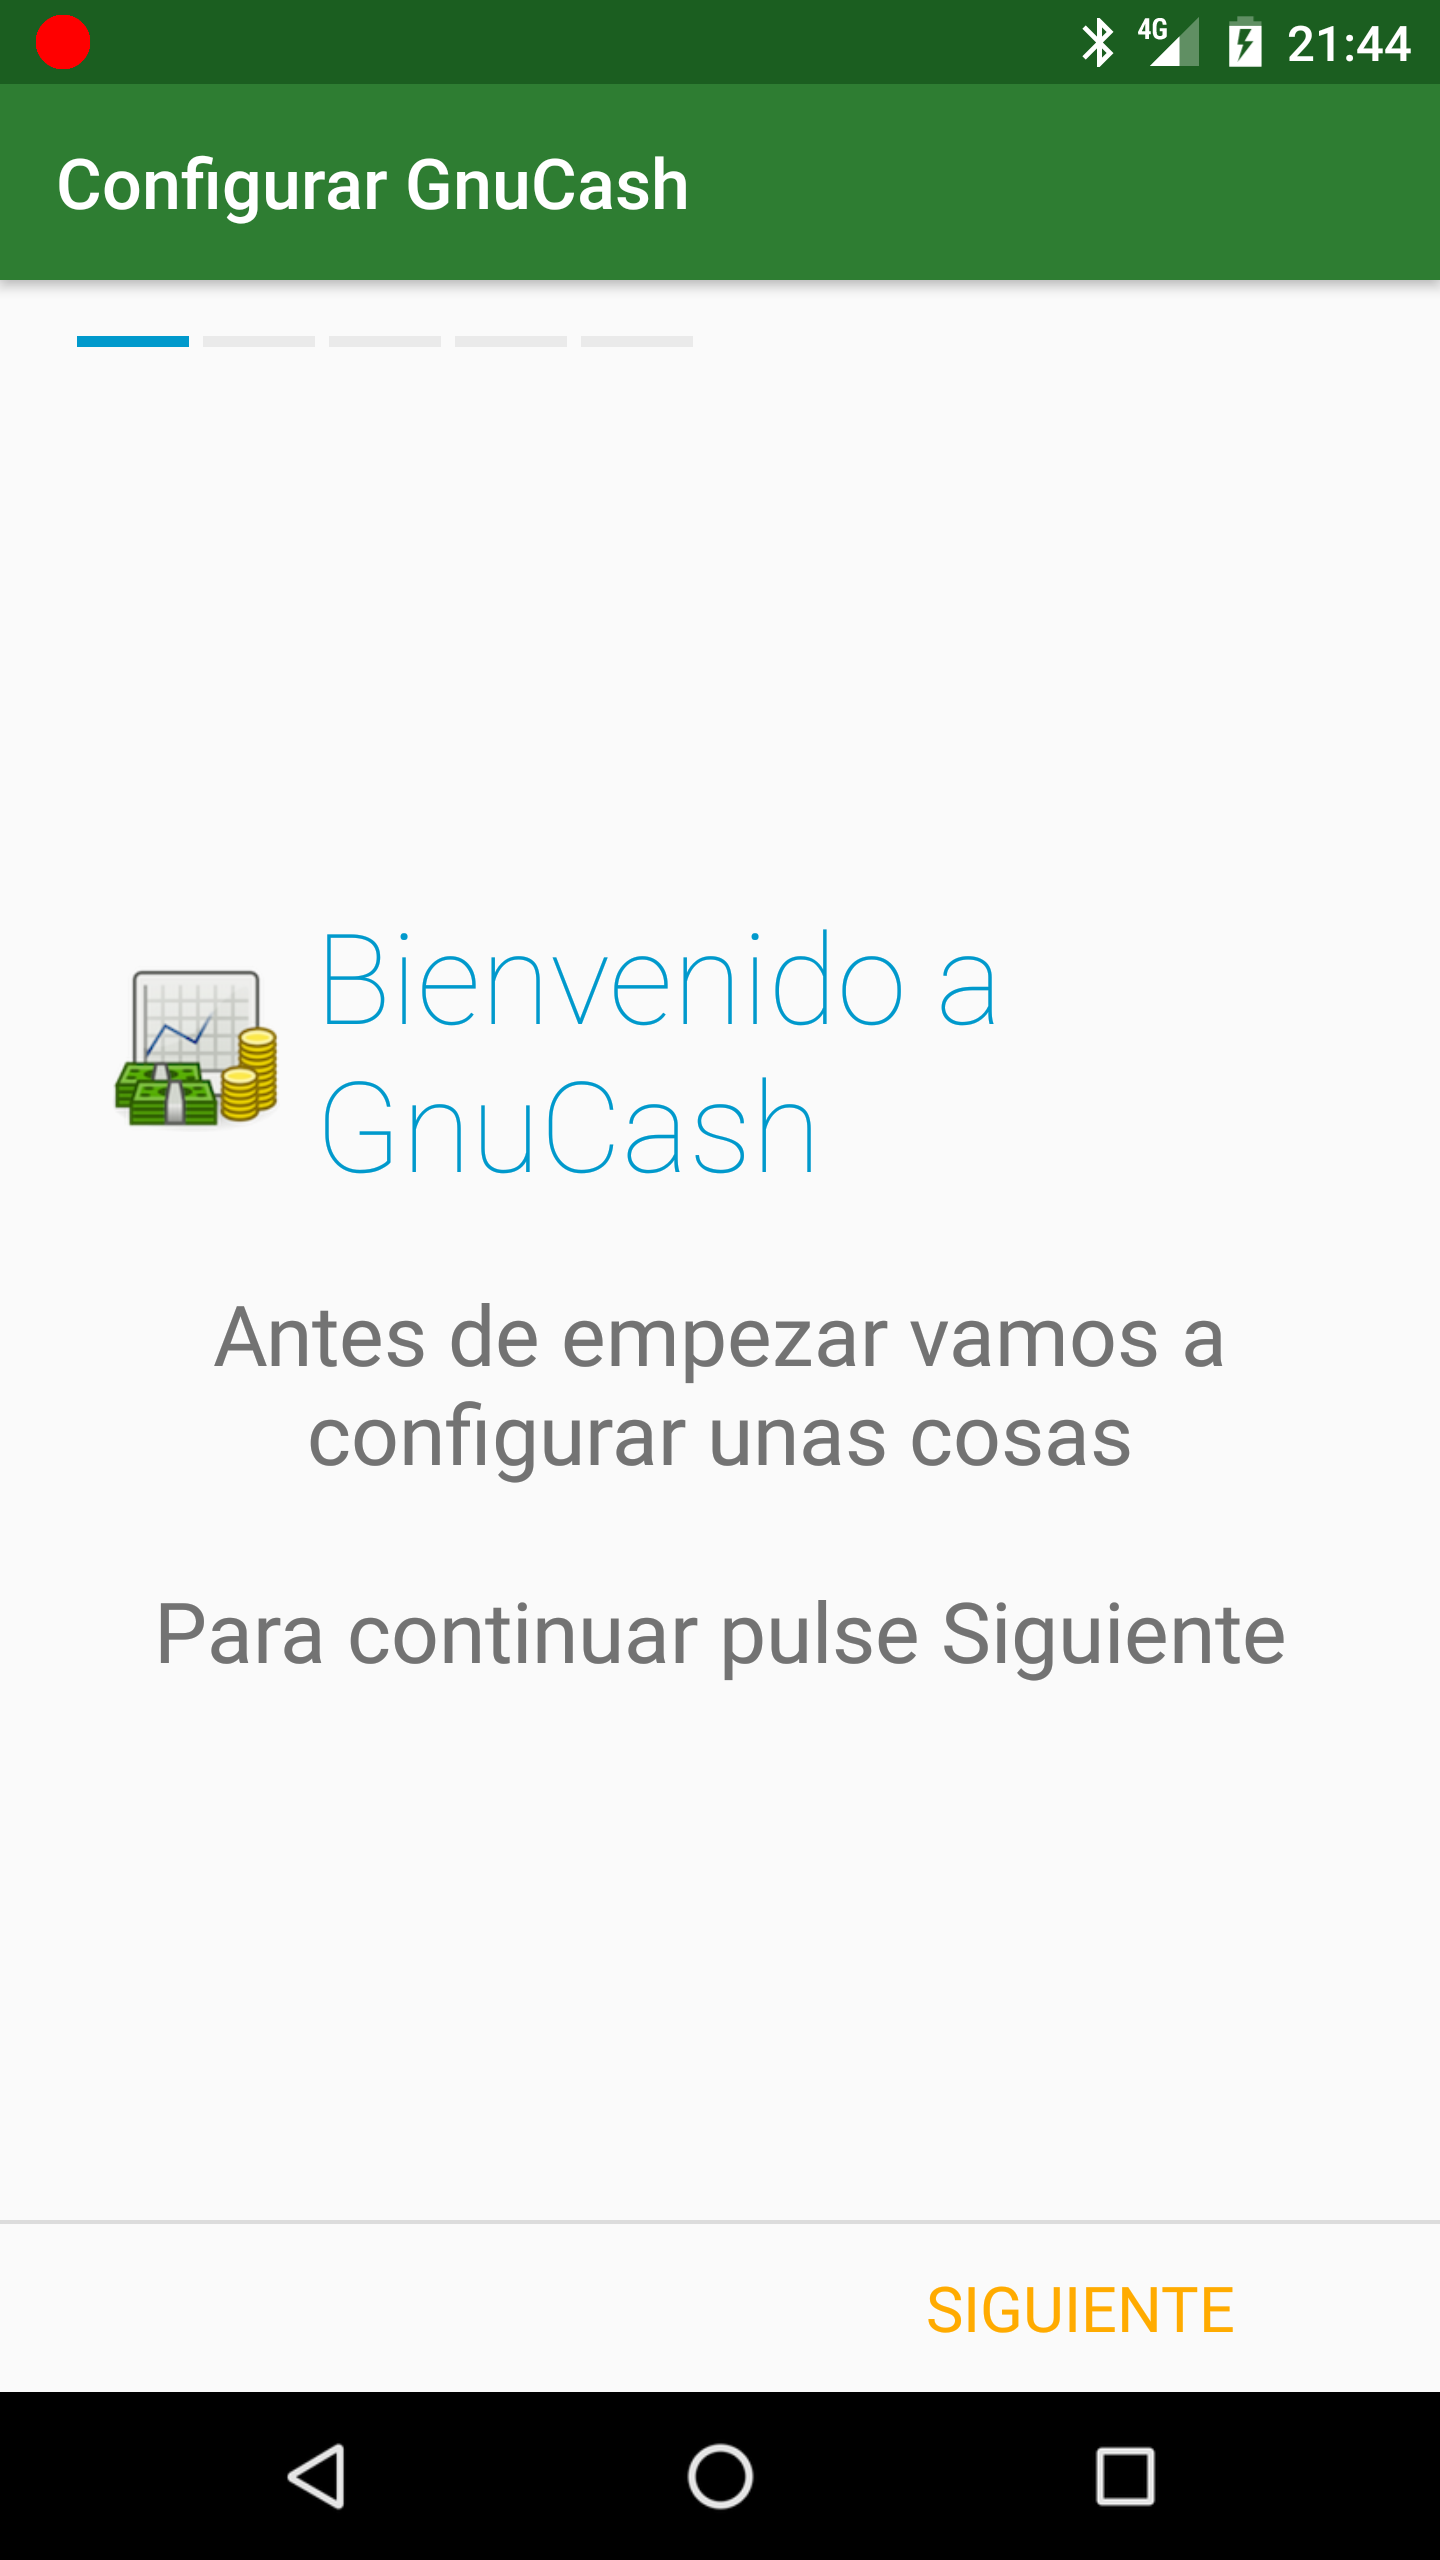 4G 21:44
Configurar GnuCash
Bienvenido a
GnuCash
Antes de empezar vamos a
configurar unas cosas
Para continuar pulse Siguiente
SIGUIENTE